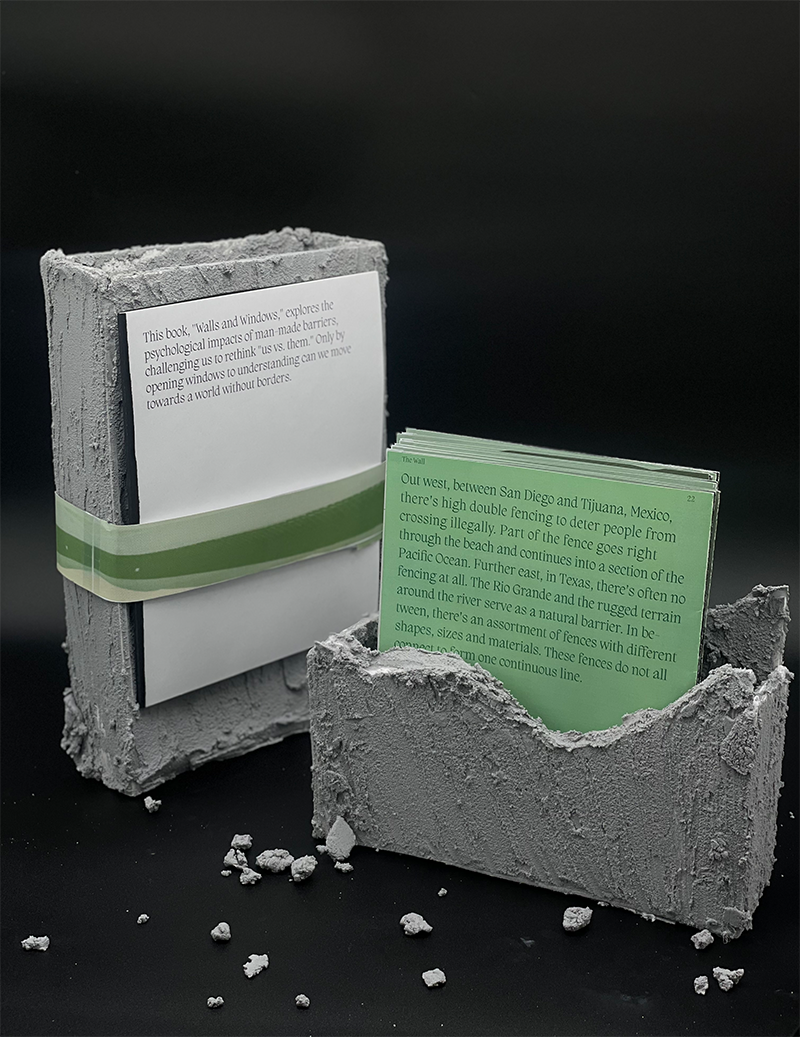 This book, "Walls and Windows," explores the
psychological impacts of man-made barriers,
challenging us to rethink "us vs. them." Only by
opening windows to understanding can we move
towards a world without borders.
The Wall
22
Out west, between San Diego and Tijuana, Mexico,
there's high double fencing to deter people from
crossing illegally. Part of the fence goes right
through the beach and continues into a section of the
Pacific Ocean. Further east, in Texas, there's often no
fencing at all. The Rio Grande and the rugged terrain
around the river serve as a natural barrier. In be-
tween, there's an assortment of fences with different
shapes, sizes and materials. These fences do not all
connect to form one continuous line.